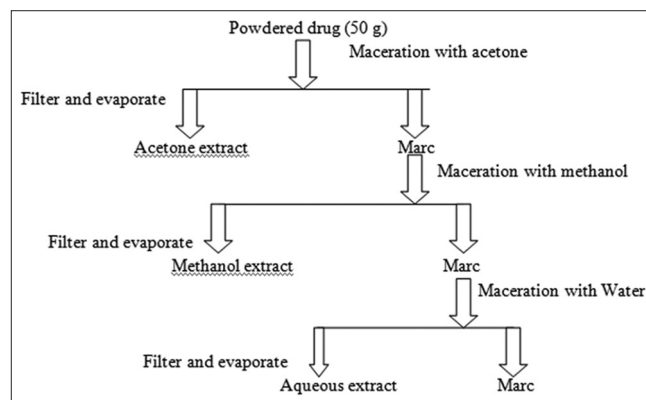 Powdered drug (50 g)
Maceration with acetone
Filter and evaporate
Acetone extract
Marc
Maceration with methanol
Filter and evaporate
Methanol extract
Marc
Maceration with Water
Filter and evaporate
Aqueous extract
Marc